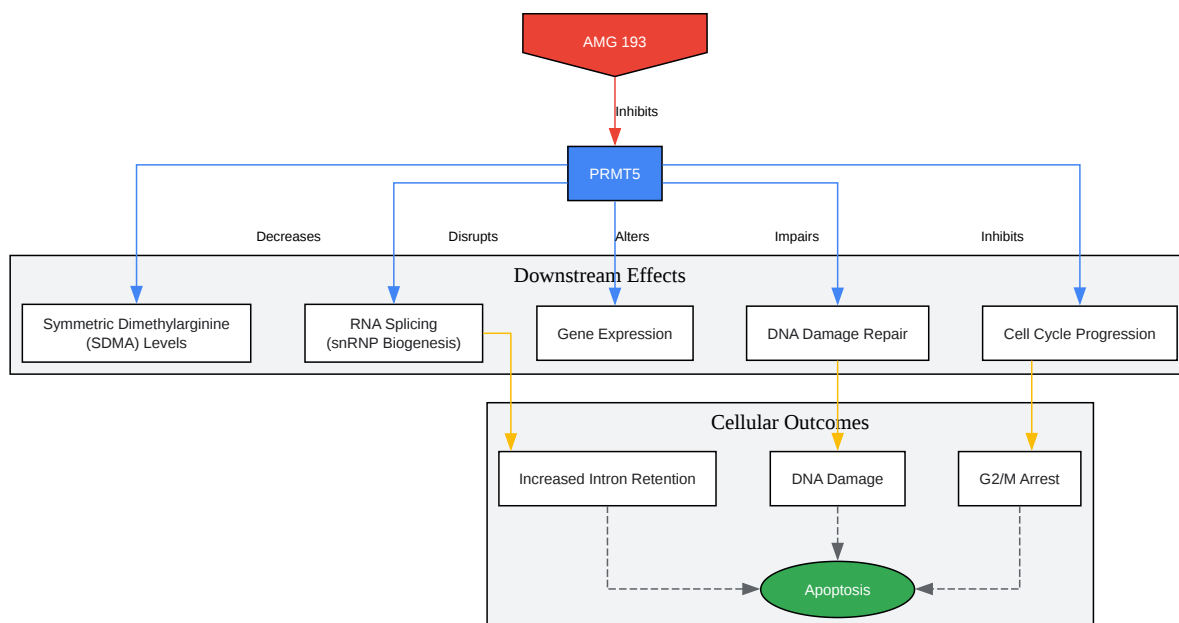 AMG 193
Inhibits
PRMT5
Decreases
Disrupts
Alters
Impairs
Inhibits
Downstream Effects
Symmetric Dimethylarginine
(SDMA) Levels
RNA Splicing
(snRNP Biogenesis)
Gene Expression
DNA Damage Repair
Cell Cycle Progression
Cellular Outcomes
Increased Intron Retention
DNA Damage
G2/M Arrest
Apoptosis